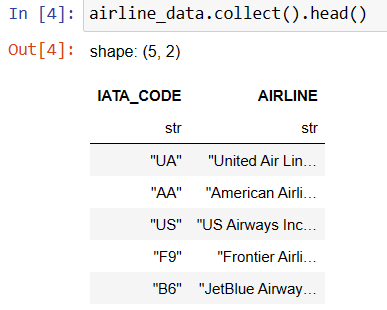 In [4]: airline_data.collect().head()
Out[4]: shape: (5, 2)
IATA_CODE AIRLINE
str str
"UA" "United Air Lin…
"AA" "American Airli…
"US" "US Airways Inc…
"F9" "Frontier Airli…
"B6" "JetBlue Airway…